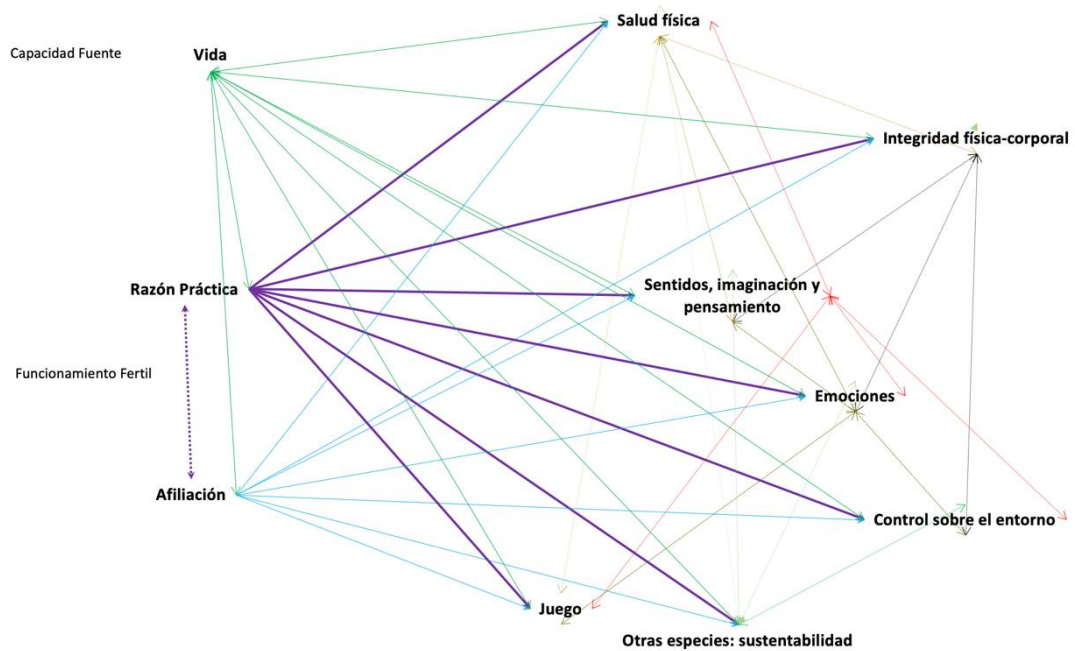 Salud física
Capacidad Fuente
Vida
Integridad física-corporal
Razón Práctica
Sentidos, imaginación y
pensamiento
Funcionamiento Fertil
Emociones
Afiliación
Control sobre el entorno
Juego
Otras especies: sustentabilidad